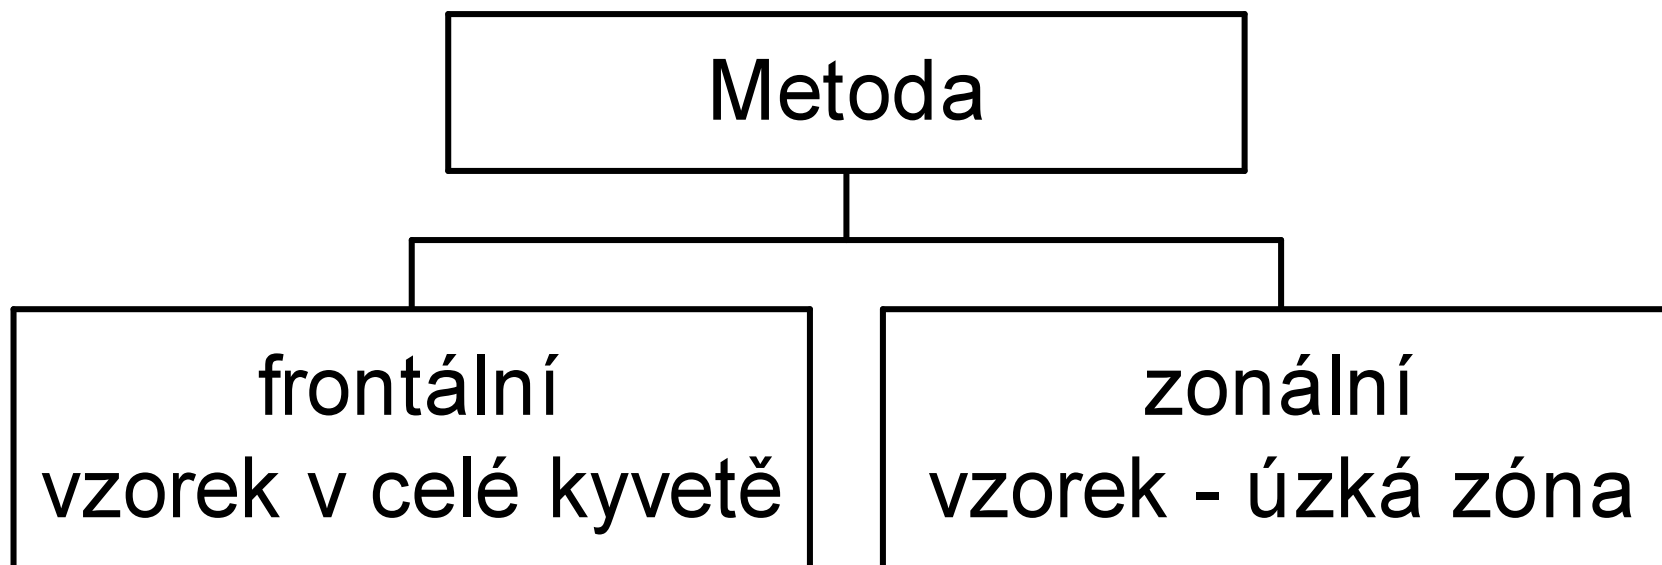 Metoda
frontální
vzorek v celé kyvetě
zonální
vzorek - úzká zóna